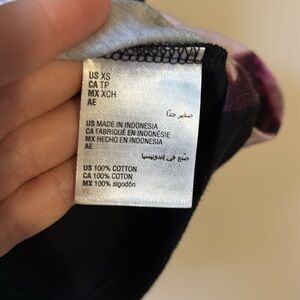 US XS
CA TP
MX XCH
AE
صغير جدًا
US MADE IN INDONESIA
CA FABRIQUÉ EN INDONÉSIE
MX HECHO EN INDONESIA
AE
صنع في إندونيسيا
US 100% COTTON
CA 100% COTON
MX 100% algodón